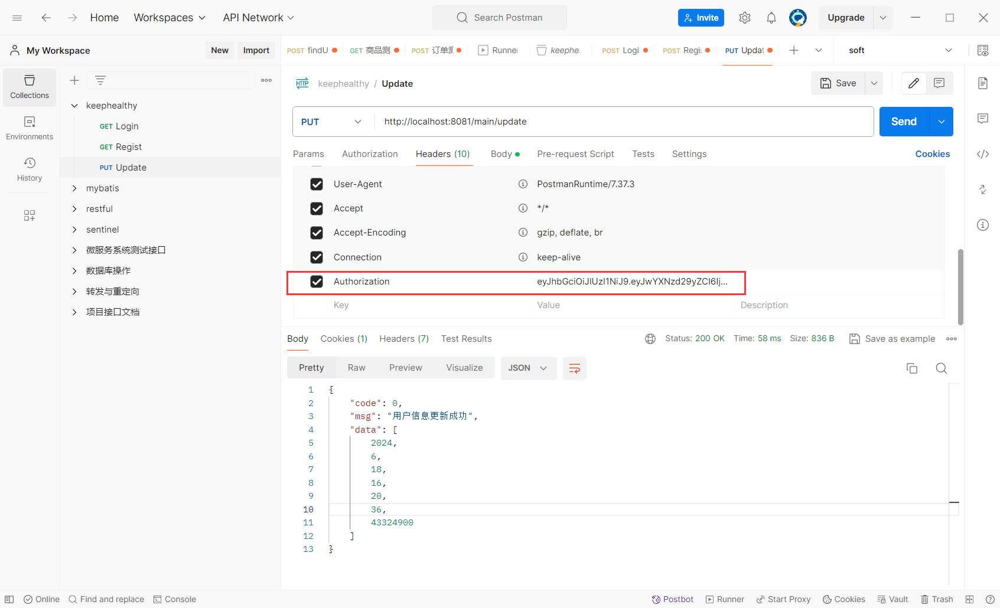 Home Workspaces API Network Search Postman Invite Upgrade
My Workspace New Import POST findU GET 商品测 POST 订单测 Runner keephe POST Logi POST Regi PUT Updat soft
Collections
Environments
History
keephealthy
GET Login
GET Regist
PUT Update
mybatis
restful
sentinel
微服务系统测试接口
数据库操作
转发与重定向
项目接口文档
HTTP keephealthy / Update Save
PUT http://localhost:8081/main/update Send
Params Authorization Headers (10) Body Pre-request Script Tests Settings Cookies
User-Agent PostmanRuntime/7.37.3
Accept */*
Accept-Encoding gzip, deflate, br
Connection keep-alive
Authorization eyJhbGciOiJIUzI1NiJ9.eyJwYXNzd29yZCI6Ij...
Key Value Description
Body Cookies (1) Headers (7) Test Results Status: 200 OK Time: 58 ms Size: 836 B Save as example
Pretty Raw Preview Visualize JSON
1 {
2 "code": 0,
3 "msg": "用户信息更新成功",
4 "data": [
5 2024,
6 6,
7 18,
8 16,
9 20,
10 36,
11 43324900
12 ]
13 }
Online Find and replace Console Postbot Runner Start Proxy Cookies Vault Trash